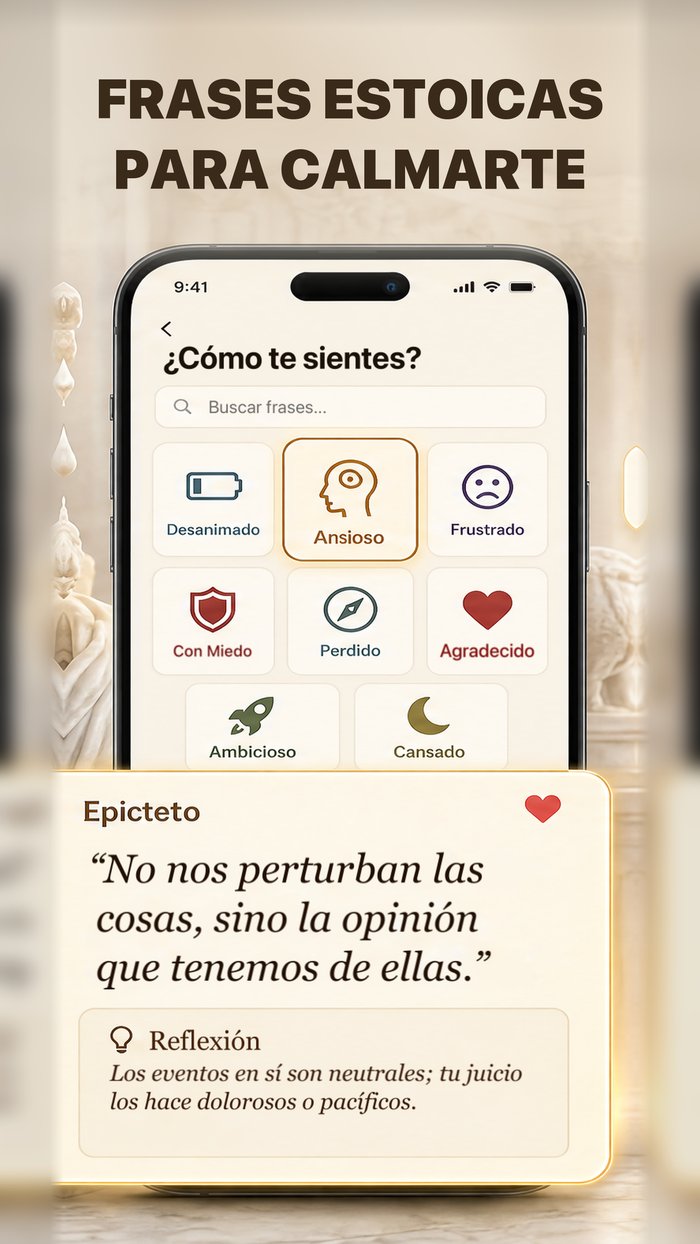 FRASES ESTOICAS
PARA CALMARTE
9:41
¿Cómo te sientes?
Buscar frases...
Desanimado
Ansioso
Frustrado
Con Miedo
Perdido
Agradecido
Ambicioso
Cansado
Epicteto
“No nos perturban las
cosas, sino la opinión
que tenemos de ellas.”
Reflexión
Los eventos en sí son neutrales; tu juicio
los hace dolorosos o pacíficos.